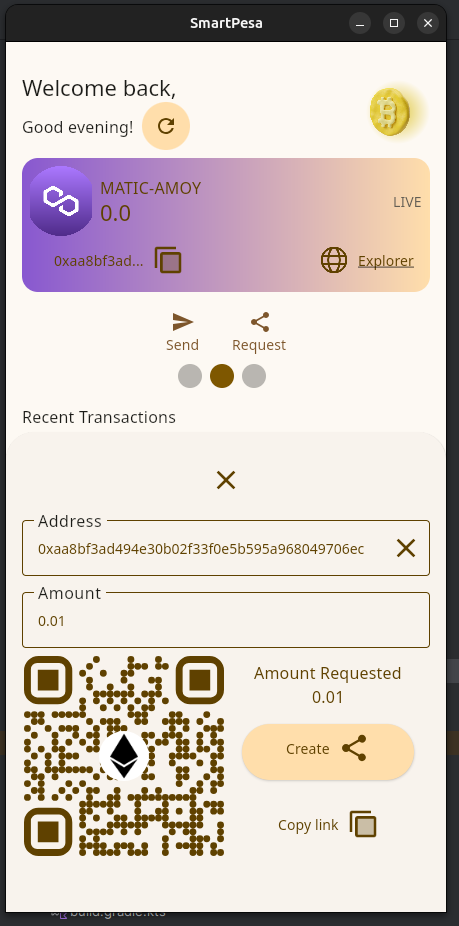 SmartPesa
Welcome back,
Good evening!
MATIC-AMOY
0.0
LIVE
0xaa8bf3ad...
Explorer
Send
Request
Recent Transactions
Address
0xaa8bf3ad494e30b02f33f0e5b595a968049706ec
Amount
0.01
Amount Requested
0.01
Create
Copy link
build.gradle.kts